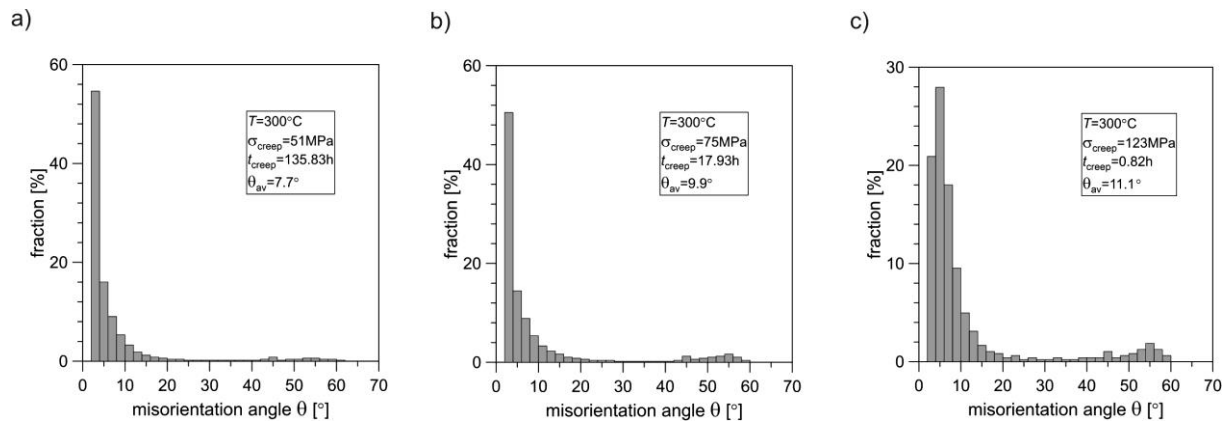 a)
60
40
20
0
fraction [%]
T=300°C
σcreep=51MPa
tcreep=135.83h
θav=7.7°
0 10 20 30 40 50 60 70
misorientation angle θ [°]
b)
60
40
20
0
fraction [%]
T=300°C
σcreep=75MPa
tcreep=17.93h
θav=9.9°
0 10 20 30 40 50 60 70
misorientation angle θ [°]
c)
30
20
10
0
fraction [%]
T=300°C
σcreep=123MPa
tcreep=0.82h
θav=11.1°
0 10 20 30 40 50 60 70
misorientation angle θ [°]